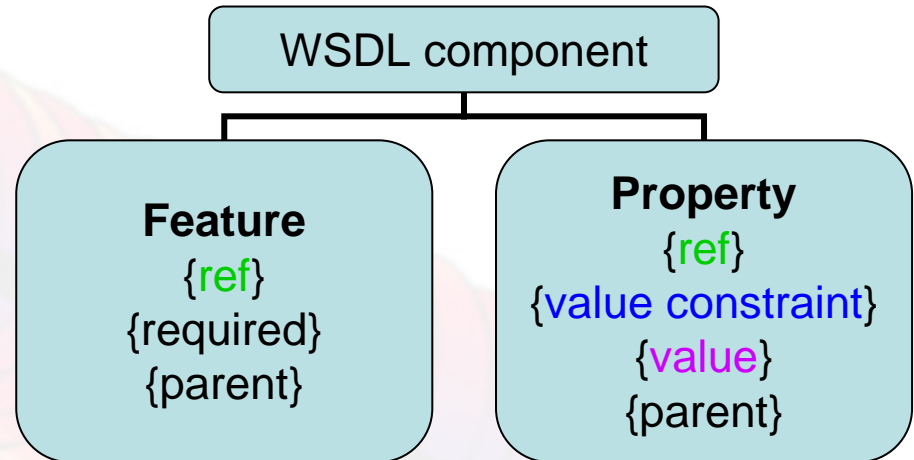 WSDL component
Feature
{ref}
{required}
{parent}
Property
{ref}
{value constraint}
{value}
{parent}